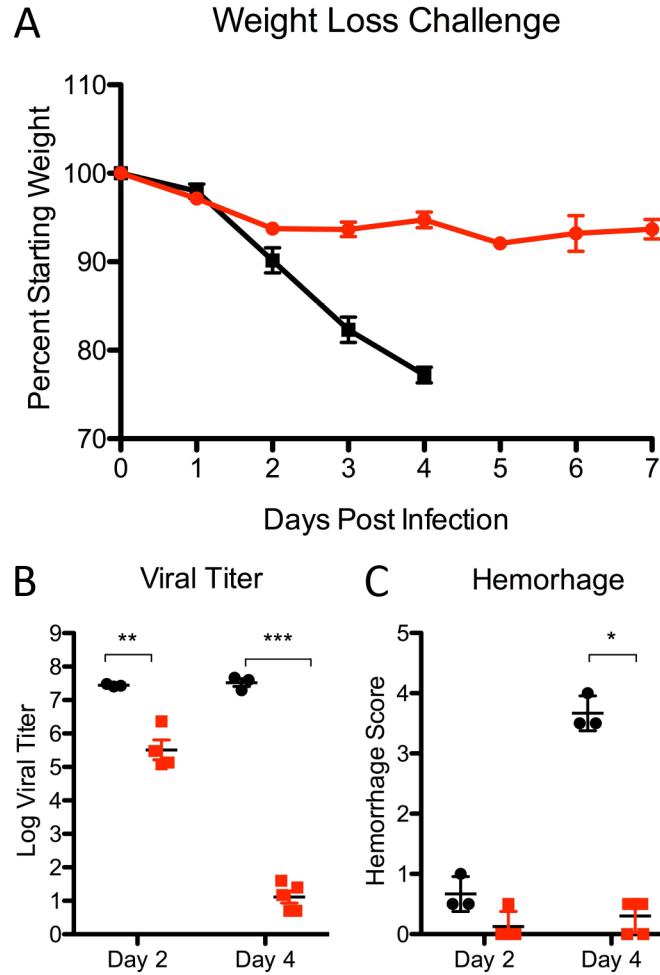 A
Weight Loss Challenge
110
100
90
80
70
Percent Starting Weight
0 1 2 3 4 5 6 7
Days Post Infection
B
Viral Titer
9
8
7
6
5
4
3
2
1
0
Log Viral Titer
** ***
Day 2 Day 4
C
Hemorhage
5
4
3
2
1
0
Hemorrhage Score
*
Day 2 Day 4